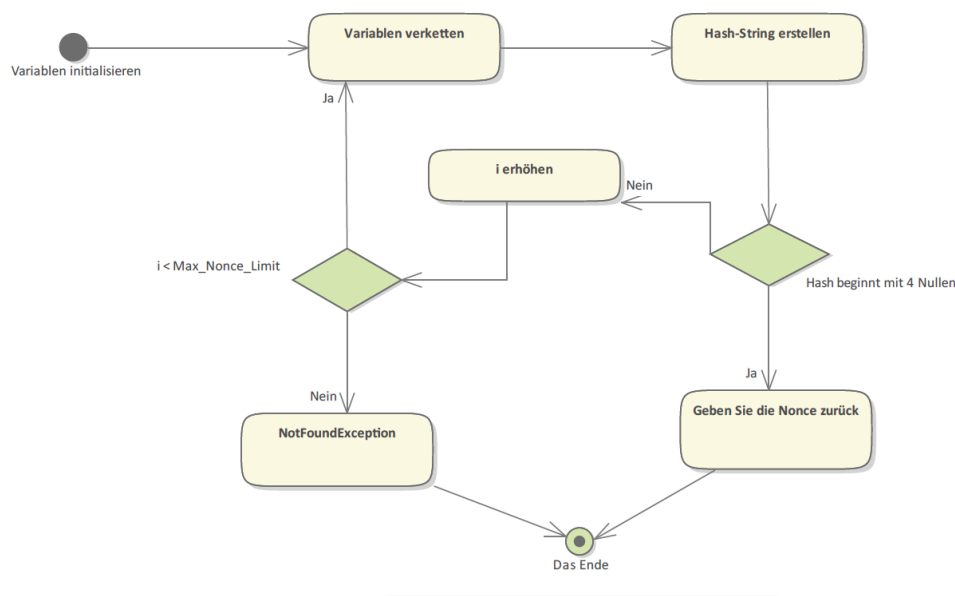 Variablen verketten
Hash-String erstellen
Variablen initialisieren
Ja
i erhöhen
Nein
i < Max_Nonce_Limit
Hash beginnt mit 4 Nullen
Ja
Nein
Geben Sie die Nonce zurück
NotFoundException
Das Ende